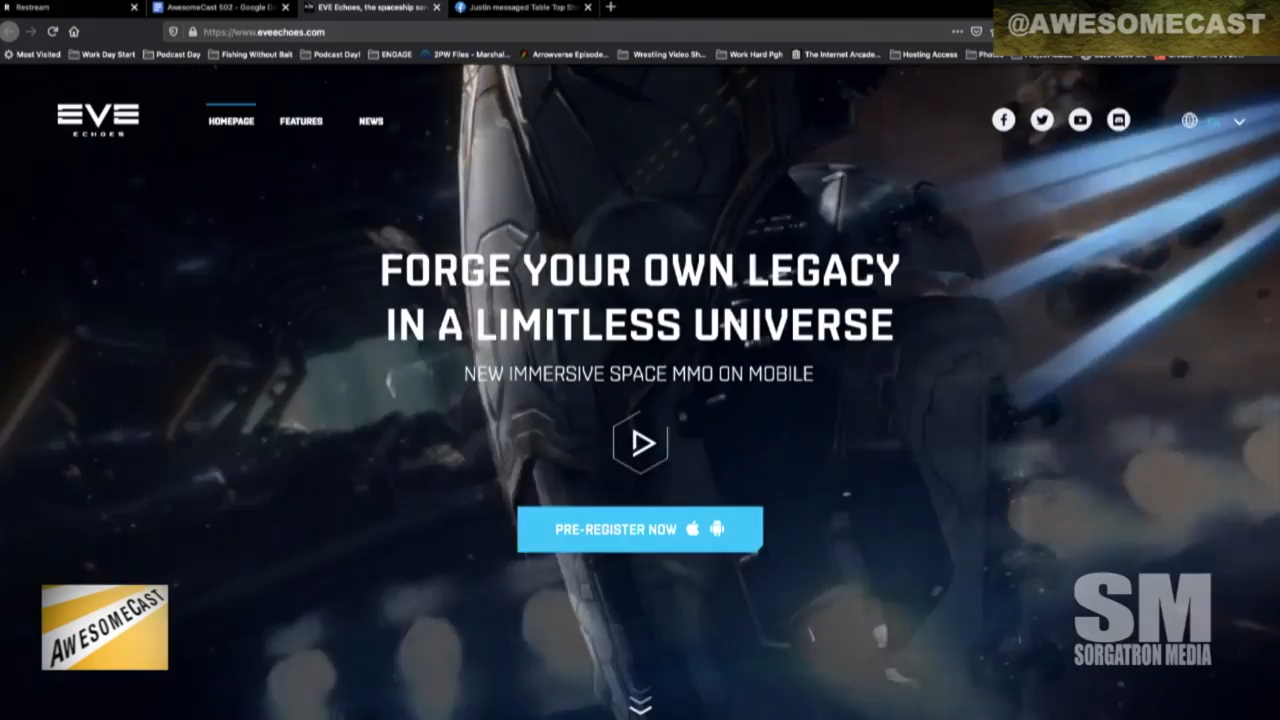 Restream
AwesomeCast 602 - Google D
EVE Echoes, the spaceship san
Justin messaged Table Top St
@AWESOMECAST
https://www.eveechoes.com
Most Visited
Work Day Start
Podcast Day
Fishing Without Bait
Podcast Day!
ENGAGE
2PW Files - Marshal...
Arrowverse Episode...
Wrestling Video Sh...
Work Hard Pgh
The Internet Arcade...
Hosting Access
EVE
ECHOES
HOMEPAGE
FEATURES
NEWS
FORGE YOUR OWN LEGACY
IN A LIMITLESS UNIVERSE
NEW IMMERSIVE SPACE MMO ON MOBILE
PRE-REGISTER NOW
AWESOMECAST
SM
SORGATRON MEDIA